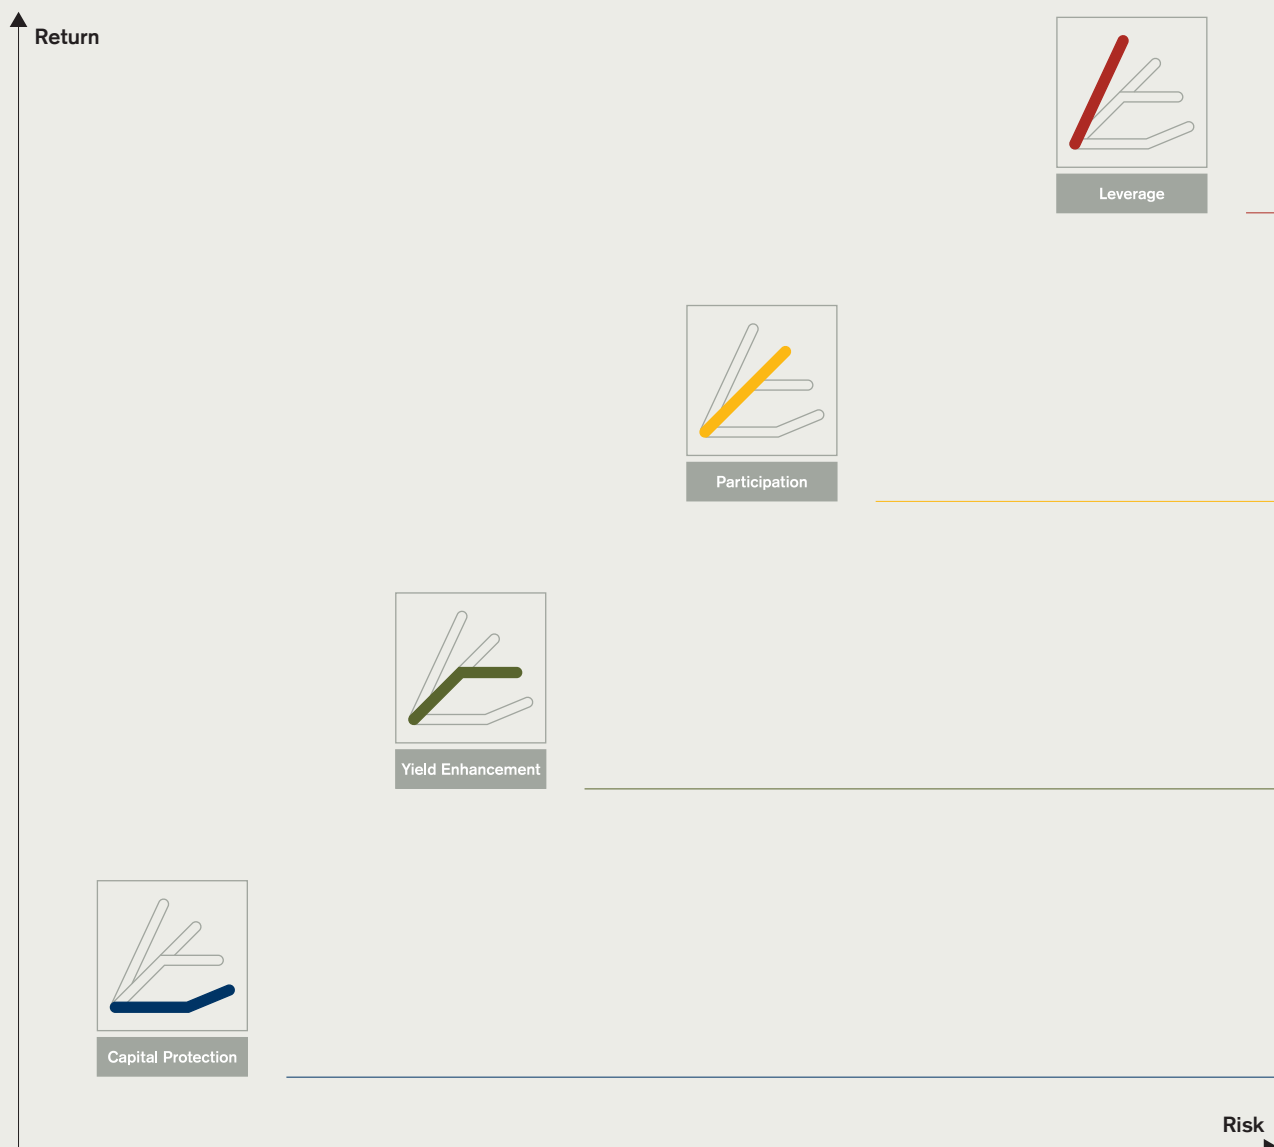 Return
Leverage
Participation
Yield Enhancement
Capital Protection
Risk